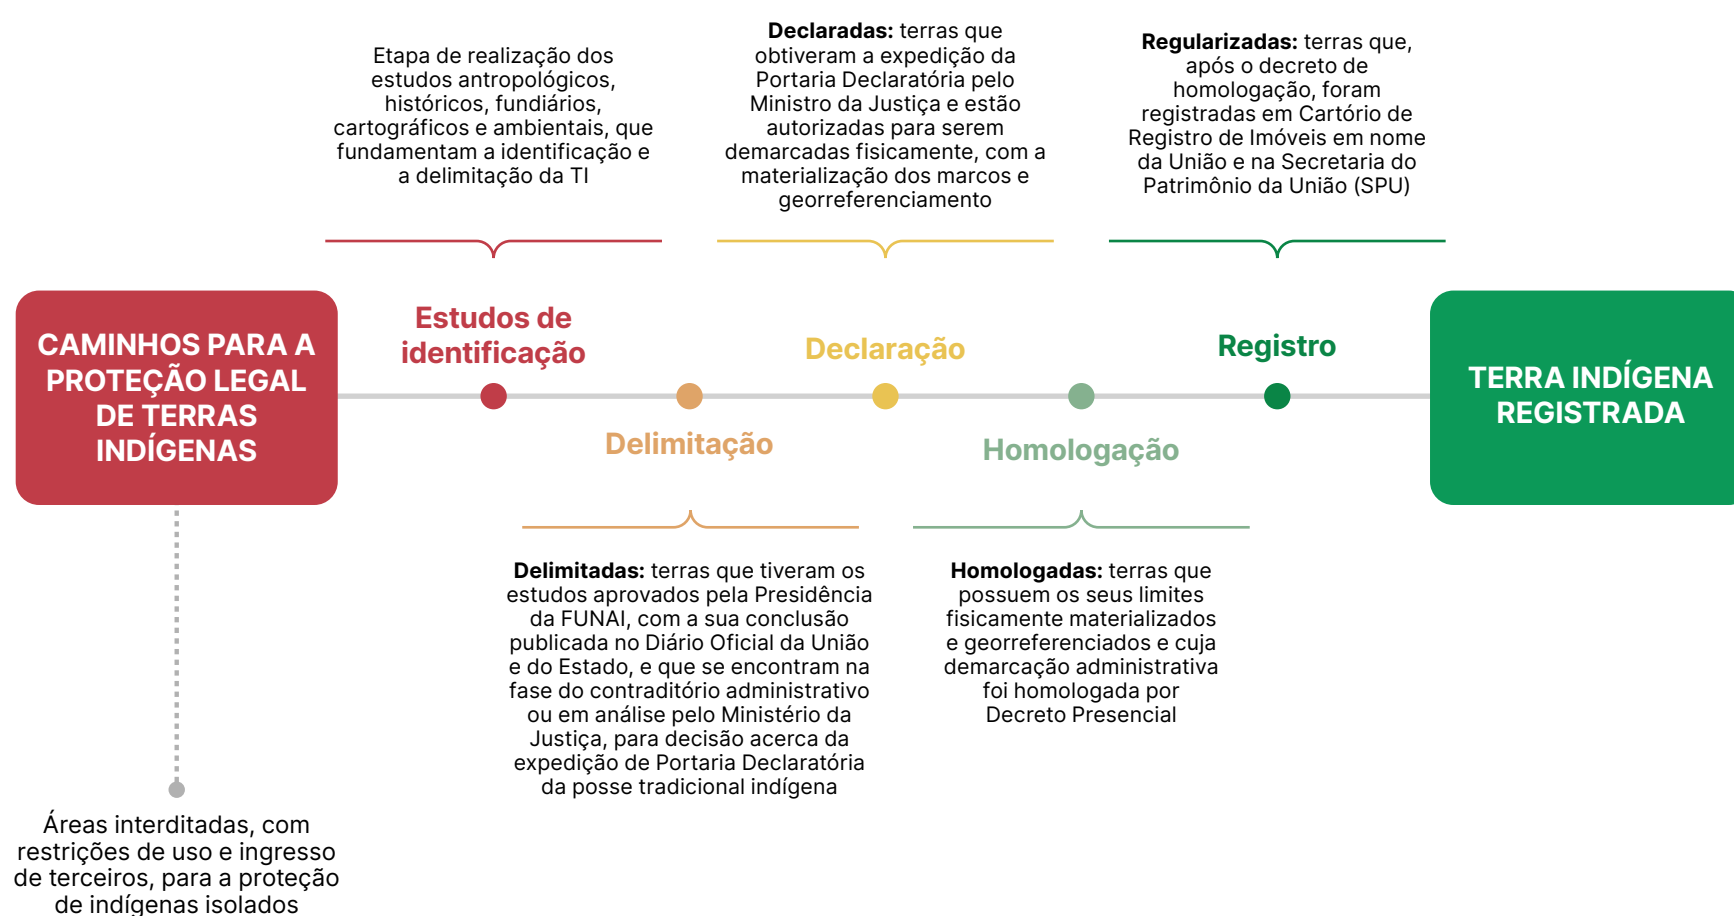 CAMINHOS PARA A
PROTEÇÃO LEGAL
DE TERRAS
INDÍGENAS
Áreas interditadas, com
restrições de uso e ingresso
de terceiros, para a proteção
de indígenas isolados
Etapa de realização dos
estudos antropológicos,
históricos, fundiários,
cartográficos e ambientais, que
fundamentam a identificação e
a delimitação da TI
Estudos de
identificação
Delimitação
Delimitadas: terras que tiveram os
estudos aprovados pela Presidência
da FUNAI, com a sua conclusão
publicada no Diário Oficial da União
e do Estado, e que se encontram na
fase do contraditório administrativo
ou em análise pelo Ministério da
Justiça, para decisão acerca da
expedição de Portaria Declaratória
da posse tradicional indígena
Declaradas: terras que
obtiveram a expedição da
Portaria Declaratória pelo
Ministro da Justiça e estão
autorizadas para serem
demarcadas fisicamente, com a
materialização dos marcos e
georreferenciamento
Declaração
Homologação
Homologadas: terras que
possuem os seus limites
fisicamente materializados
e georreferenciados e cuja
demarcação administrativa
foi homologada por
Decreto Presencial
Regularizadas: terras que,
após o decreto de
homologação, foram
registradas em Cartório de
Registro de Imóveis em nome
da União e na Secretaria do
Patrimônio da União (SPU)
Registro
TERRA INDÍGENA
REGISTRADA